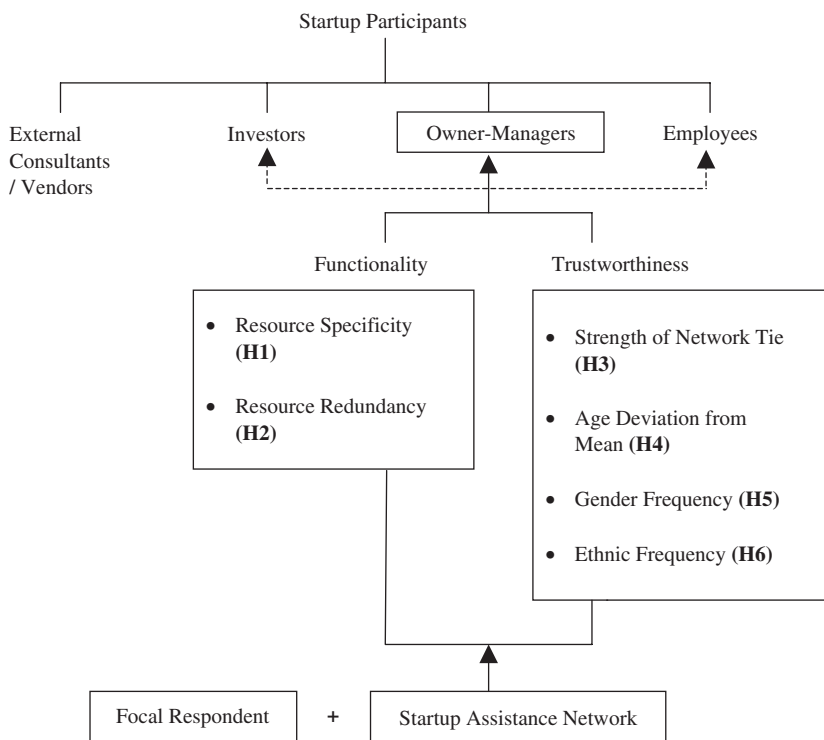 Startup Participants
External
Consultants
/ Vendors
Investors
Owner-Managers
Employees
Functionality
Trustworthiness
• Resource Specificity
(H1)
• Resource Redundancy
(H2)
• Strength of Network Tie
(H3)
• Age Deviation from
Mean (H4)
• Gender Frequency (H5)
• Ethnic Frequency (H6)
Focal Respondent + Startup Assistance Network